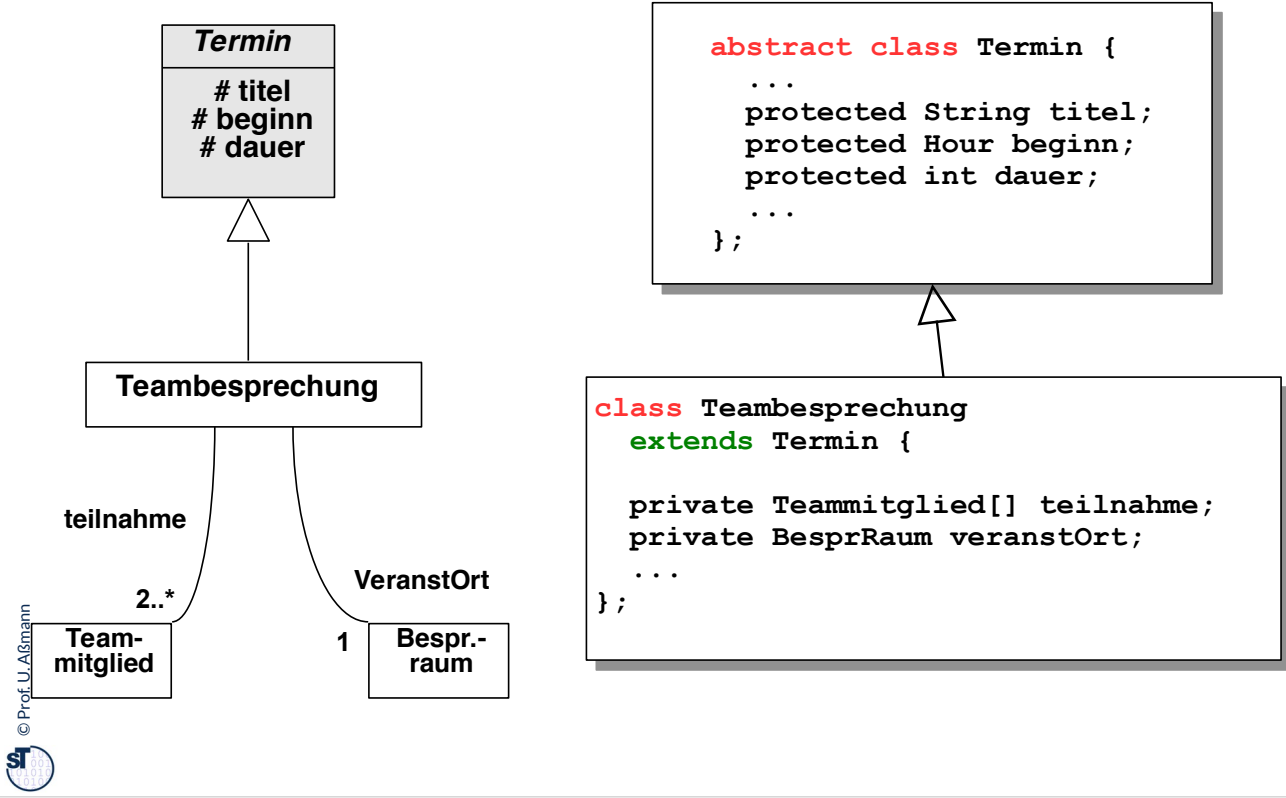 Termin
# titel
# beginn
# dauer
Teambesprechung
teilnahme
2..*
VeranstOrt
1
Team-
mitglied
Bespr.-
raum
abstract class Termin {
...
protected String titel;
protected Hour beginn;
protected int dauer;
...
};
class Teambesprechung
extends Termin {
private Teammitglied[] teilnahme;
private BesprRaum veranstOrt;
...
};
© Prof. U. Aßmann
ST